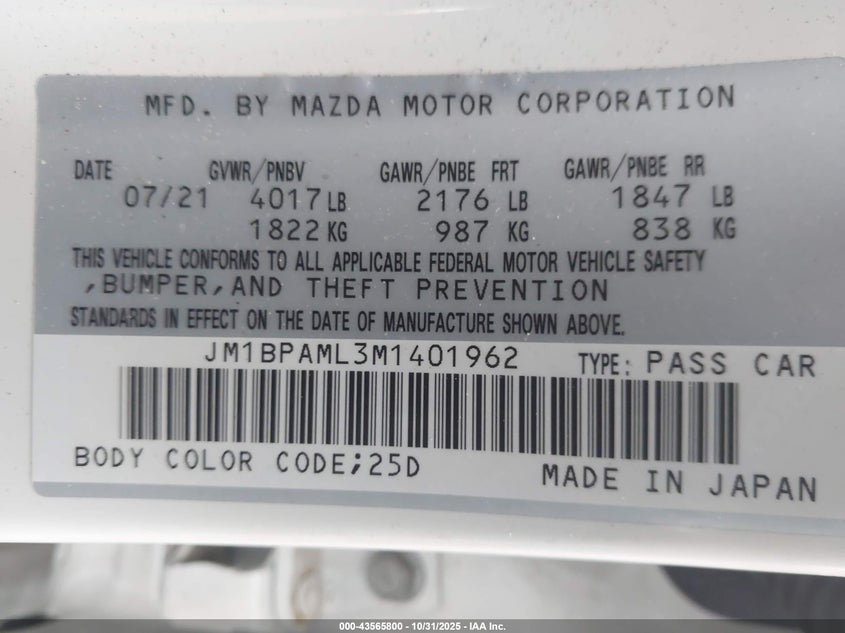 MFD. BY MAZDA MOTOR CORPORATION
DATE GVWR/PNBV GAWR/PNBE FRT GAWR/PNBE RR
07/21 4017 LB 2176 LB 1847 LB
1822 KG 987 KG 838 KG
THIS VEHICLE CONFORMS TO ALL APPLICABLE FEDERAL MOTOR VEHICLE SAFETY
,BUMPER,AND THEFT PREVENTION
STANDARDS IN EFFECT ON THE DATE OF MANUFACTURE SHOWN ABOVE.
JM1BPAML3M1401962 TYPE: PASS CAR
BODY COLOR CODE;25D MADE IN JAPAN
000-43565800 - 10/31/2025 - IAA Inc.